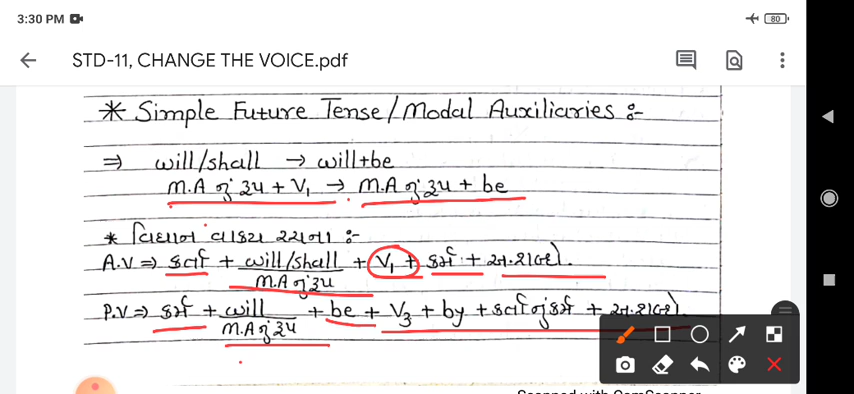 3:30 PM
80
STD-11, CHANGE THE VOICE.pdf
* Simple Future Tense/Modal Auxiliaries :-
⇒ will/shall → will+be
M.A નું રૂપ + V₁ → M.A નું રૂપ + be
* વિધાન વાક્ય રચના :-
A.V ⇒ કર્તા + will/shall / M.A નું રૂપ + V₁ + કર્મ + અ.શબ્દો.
P.V ⇒ કર્મ + will / M.A નું રૂપ + be + V₃ + by + કર્તાનું કર્મ + અ.શબ્દો